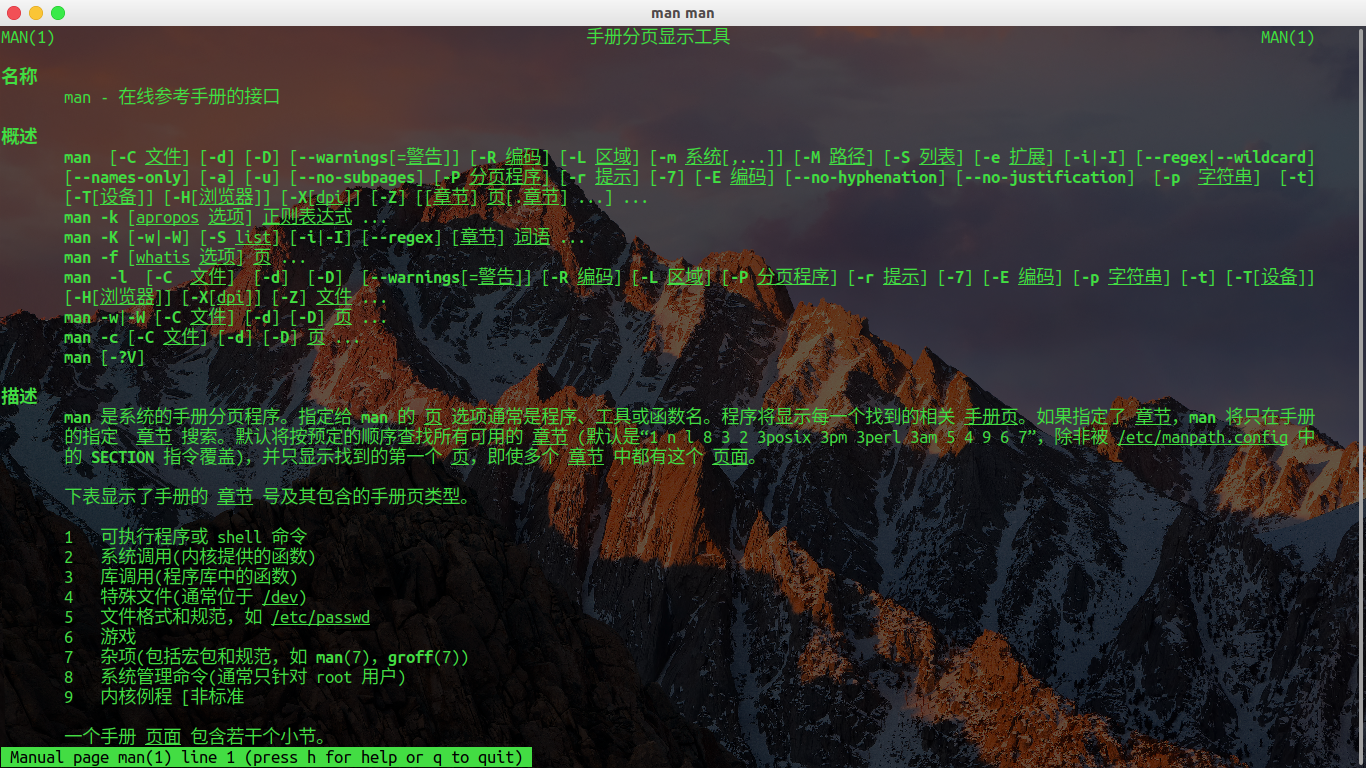 man man
MAN(1) 手册分页显示工具 MAN(1)
名称
man - 在线参考手册的接口
概述
man [-C 文件] [-d] [-D] [--warnings[=警告]] [-R 编码] [-L 区域] [-m 系统[,...]] [-M 路径] [-S 列表] [-e 扩展] [-i|-I] [--regex|--wildcard]
[--names-only] [-a] [-u] [--no-subpages] [-P 分页程序] [-r 提示] [-7] [-E 编码] [--no-hyphenation] [--no-justification] [-p 字符串] [-t]
[-T[设备]] [-H[浏览器]] [-X[dpi]] [-Z] [[章节] 页[.章节] ...] ...
man -k [apropos 选项] 正则表达式 ...
man -K [-w|-W] [-S list] [-i|-I] [--regex] [章节] 词语 ...
man -f [whatis 选项] 页 ...
man -l [-C 文件] [-d] [-D] [--warnings[=警告]] [-R 编码] [-L 区域] [-P 分页程序] [-r 提示] [-7] [-E 编码] [-p 字符串] [-t] [-T[设备]]
[-H[浏览器]] [-X[dpi]] [-Z] 文件 ...
man -w|-W [-C 文件] [-d] [-D] 页 ...
man -c [-C 文件] [-d] [-D] 页 ...
man [-?V]
描述
man 是系统的手册分页程序。指定给 man 的 页 选项通常是程序、工具或函数名。程序将显示每一个找到的相关 手册页。如果指定了 章节，man 将只在手册
的指定 章节 搜索。默认将按预定的顺序查找所有可用的 章节 (默认是“1 n l 8 3 2 3posix 3pm 3perl 3am 5 4 9 6 7”，除非被 /etc/manpath.config 中
的 SECTION 指令覆盖)，并只显示找到的第一个 页，即使多个 章节 中都有这个 页面。
下表显示了手册的 章节 号及其包含的手册页类型。
1 可执行程序或 shell 命令
2 系统调用(内核提供的函数)
3 库调用(程序库中的函数)
4 特殊文件(通常位于 /dev)
5 文件格式和规范，如 /etc/passwd
6 游戏
7 杂项(包括宏包和规范，如 man(7)，groff(7))
8 系统管理命令(通常只针对 root 用户)
9 内核例程 [非标准
一个手册 页面 包含若干个小节。
Manual page man(1) line 1 (press h for help or q to quit)